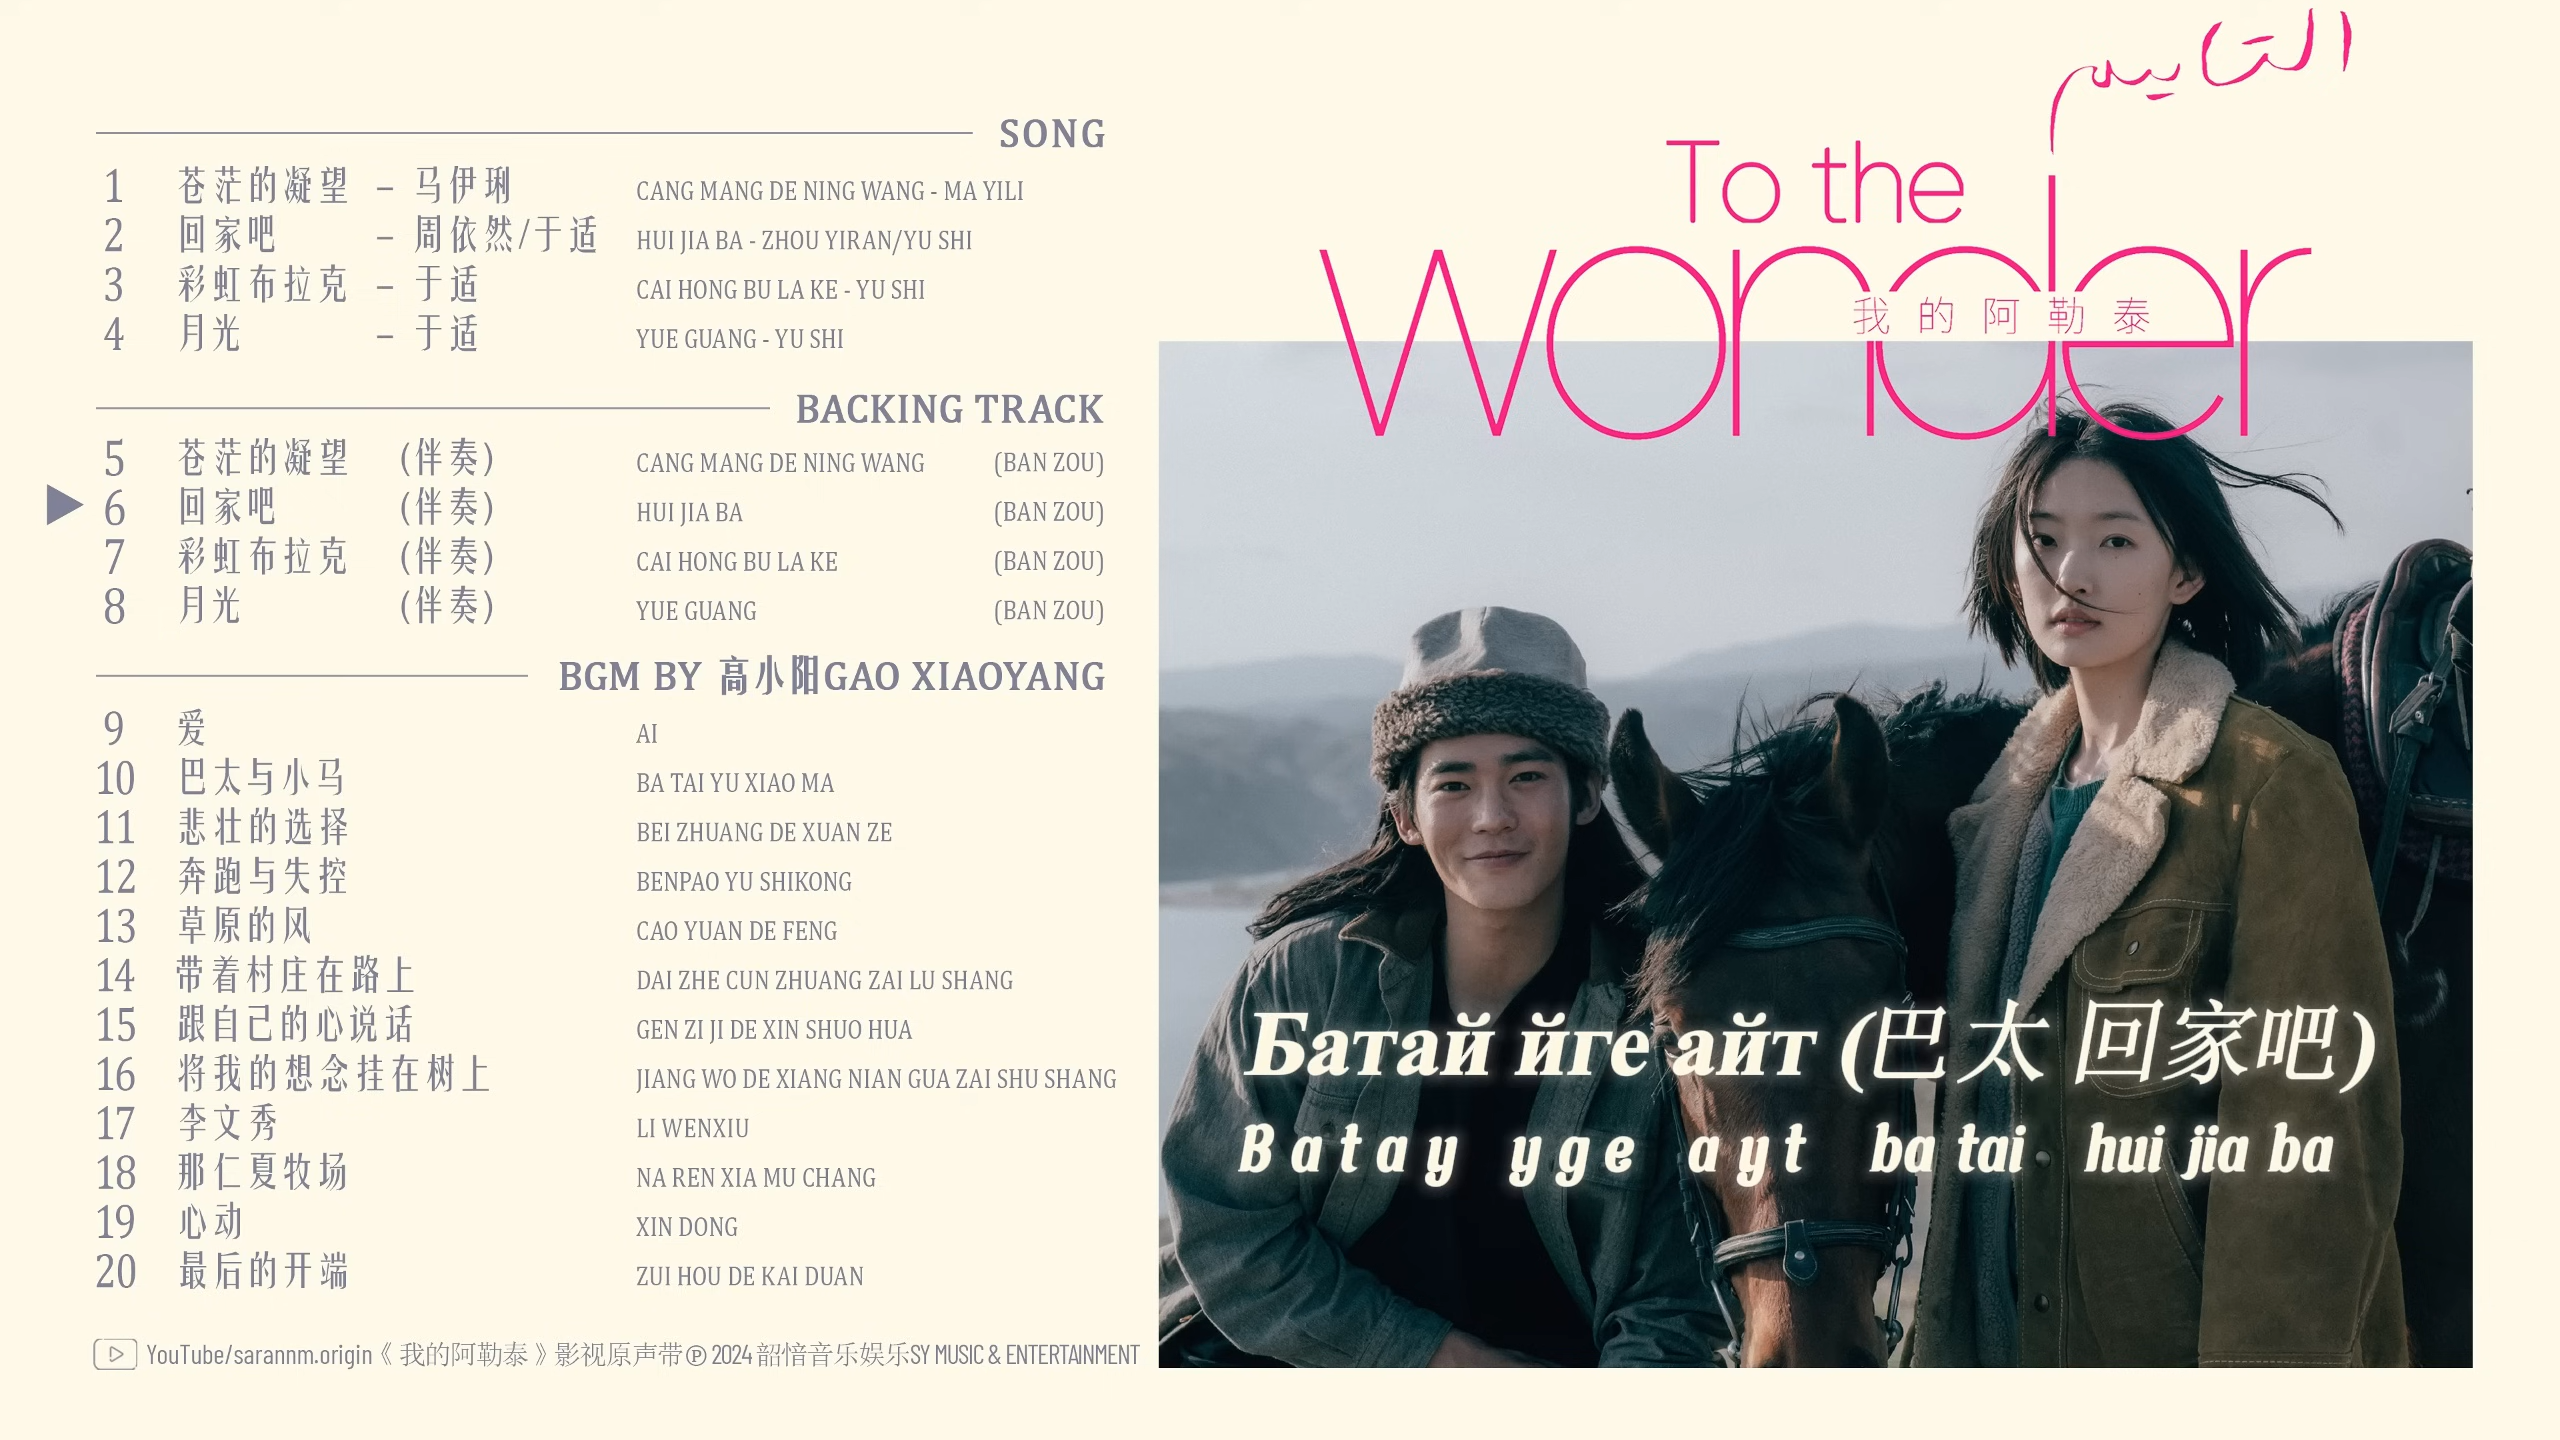 SONG
1 苍茫的凝望 – 马伊琍 CANG MANG DE NING WANG - MA YILI
2 回家吧 – 周依然/于适 HUI JIA BA - ZHOU YIRAN/YU SHI
3 彩虹布拉克 – 于适 CAI HONG BU LA KE - YU SHI
4 月光 – 于适 YUE GUANG - YU SHI
BACKING TRACK
5 苍茫的凝望 (伴奏) CANG MANG DE NING WANG (BAN ZOU)
6 回家吧 (伴奏) HUI JIA BA (BAN ZOU)
7 彩虹布拉克 (伴奏) CAI HONG BU LA KE (BAN ZOU)
8 月光 (伴奏) YUE GUANG (BAN ZOU)
BGM BY 高小阳GAO XIAOYANG
9 爱 AI
10 巴太与小马 BA TAI YU XIAO MA
11 悲壮的选择 BEI ZHUANG DE XUAN ZE
12 奔跑与失控 BENPAO YU SHIKONG
13 草原的风 CAO YUAN DE FENG
14 带着村庄在路上 DAI ZHE CUN ZHUANG ZAI LU SHANG
15 跟自己的心说话 GEN ZI JI DE XIN SHUO HUA
16 将我的想念挂在树上 JIANG WO DE XIANG NIAN GUA ZAI SHU SHANG
17 李文秀 LI WENXIU
18 那仁夏牧场 NA REN XIA MU CHANG
19 心动 XIN DONG
20 最后的开端 ZUI HOU DE KAI DUAN
YouTube/sarannm.origin《我的阿勒泰》影视原声带℗ 2024 韶愔音乐娱乐SY MUSIC & ENTERTAINMENT
To the
wonder
我的阿勒泰
Батай йге айт (巴太 回家吧)
Batay yge ayt ba tai hui jia ba